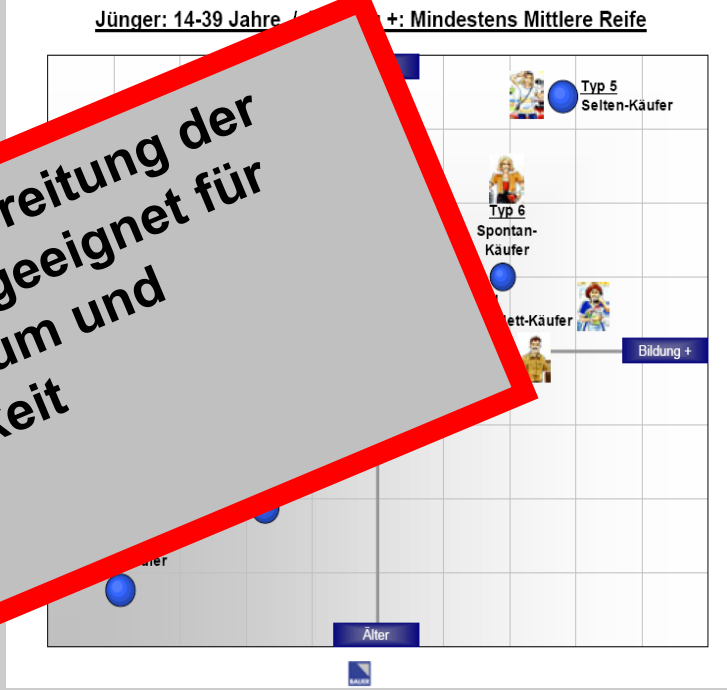 Jünger: 14-39 Jahre / +: Mindestens Mittlere Reife
reitung der
geeignet für
um und
keit
Typ 5
Selten-Käufer
Typ 6
Spontan-
Käufer
ett-Käufer
Bildung +
Älter
BAUER